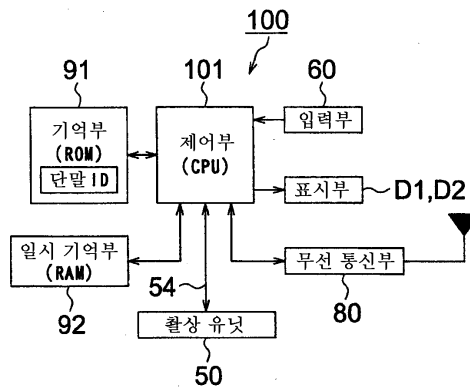 100
91
101
60
기억부
(ROM)
단말 ID
제어부
(CPU)
입력부
표시부
D1,D2
일시 기억부
(RAM)
92
54
무선 통신부
80
촬상 유닛
50